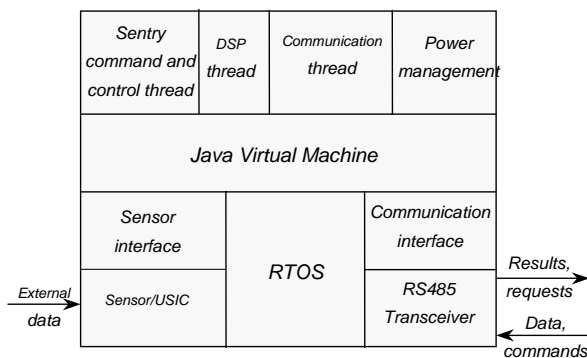 Sentry
command and
control thread
DSP
thread
Communication
thread
Power
management
Java Virtual Machine
Sensor
interface
RTOS
Communication
interface
Sensor/USIC
RS485
Transceiver
External
data
Results,
requests
Data,
commands